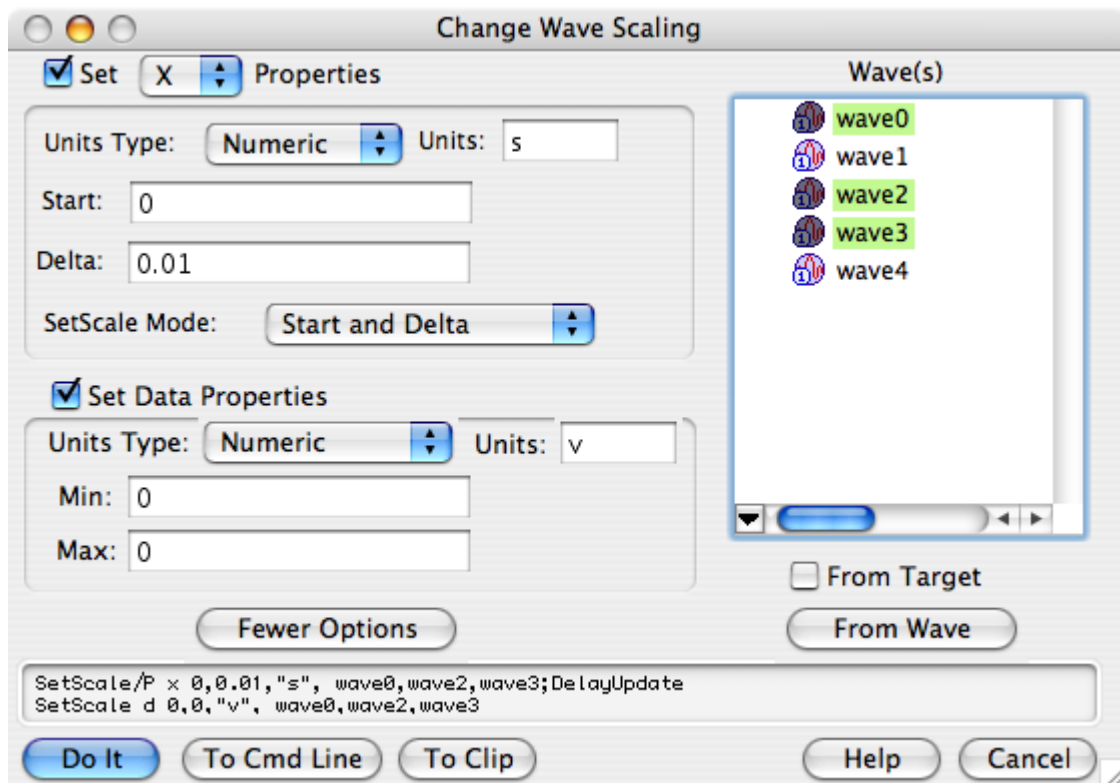 Change Wave Scaling
Set X Properties
Units Type: Numeric Units: s
Start: 0
Delta: 0.01
SetScale Mode: Start and Delta
Set Data Properties
Units Type: Numeric Units: v
Min: 0
Max: 0
Fewer Options
Wave(s)
wave0
wave1
wave2
wave3
wave4
From Target
From Wave
SetScale/P x 0,0.01,"s", wave0,wave2,wave3;DelayUpdate
SetScale d 0,0,"v", wave0,wave2,wave3
Do It To Cmd Line To Clip Help Cancel